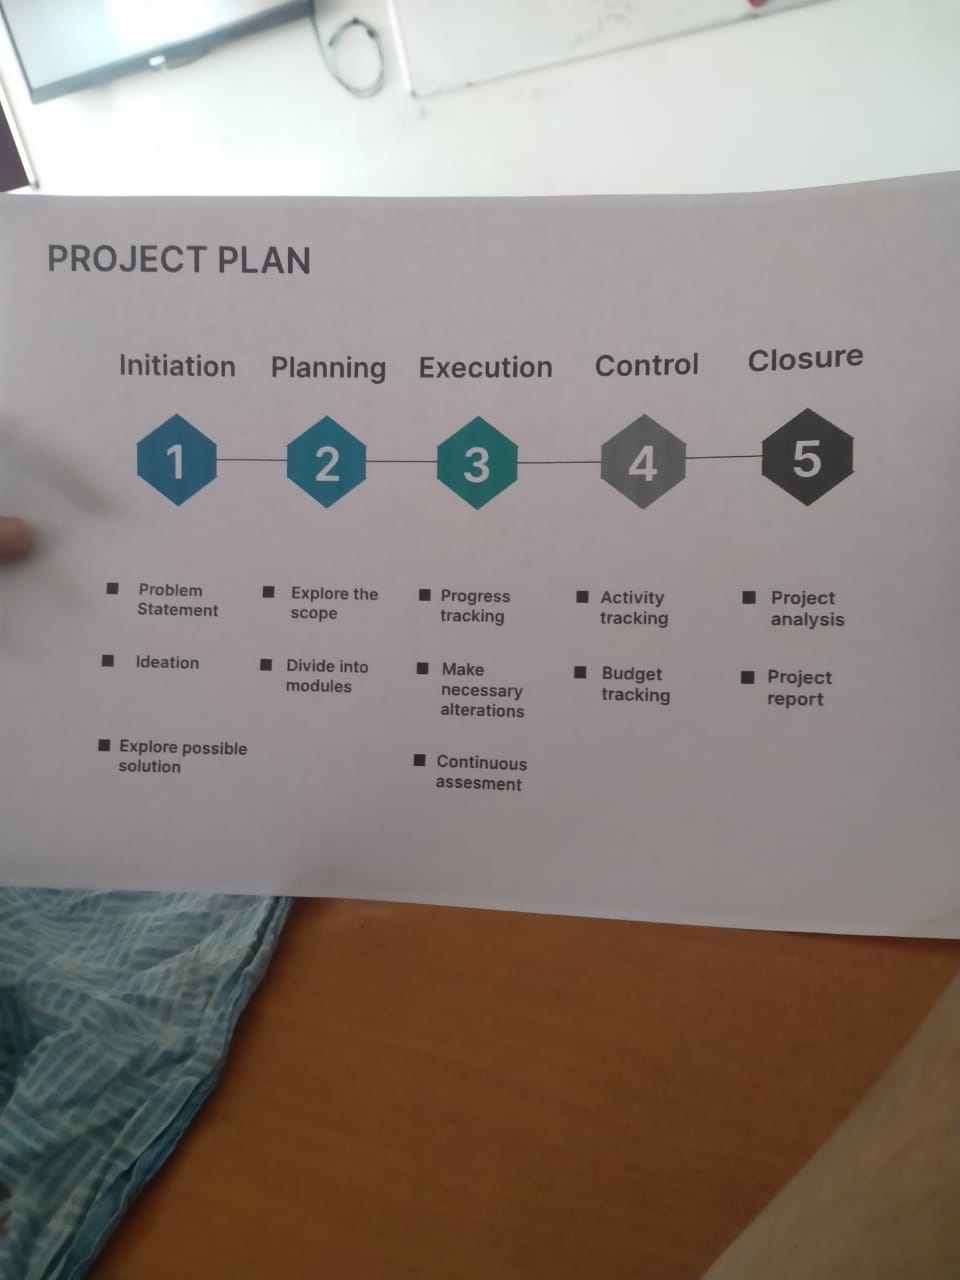 PROJECT PLAN
Initiation
Planning
Execution
Control
Closure
1
2
3
4
5
Problem
Statement
Ideation
Explore possible
solution
Explore the
scope
Divide into
modules
Progress
tracking
Make
necessary
alterations
Continuous
assesment
Activity
tracking
Budget
tracking
Project
analysis
Project
report